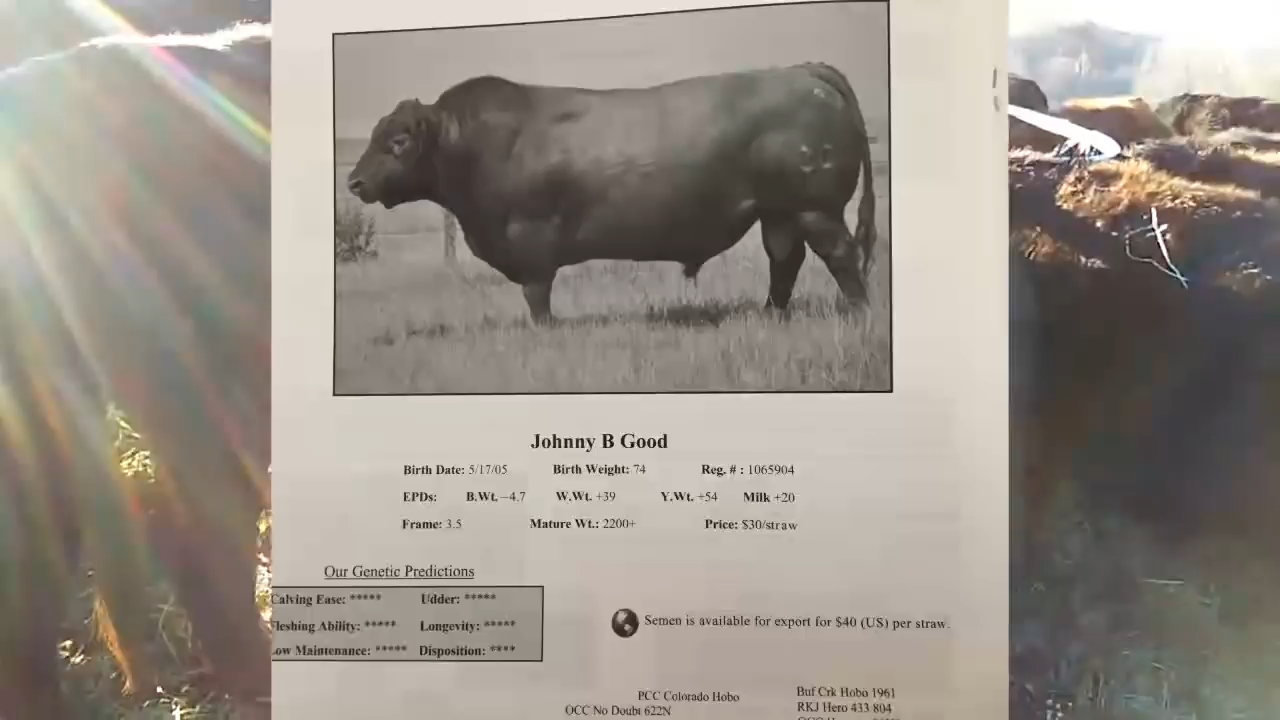 Johnny B Good
Birth Date: 5/17/05 Birth Weight: 74 Reg. # : 1065904
EPDs: B.Wt. –4.7 W.Wt. +39 Y.Wt. +54 Milk +20
Frame: 3.5 Mature Wt.: 2200+ Price: $30/straw
Our Genetic Predictions
Calving Ease: ***** Udder: *****
Fleshing Ability: ***** Longevity: *****
Low Maintenance: ***** Disposition: ****
Semen is available for export for $40 (US) per straw.
PCC Colorado Hobo
OCC No Doubt 622N
Buf Crk Hobo 1961
RKJ Hero 433 804